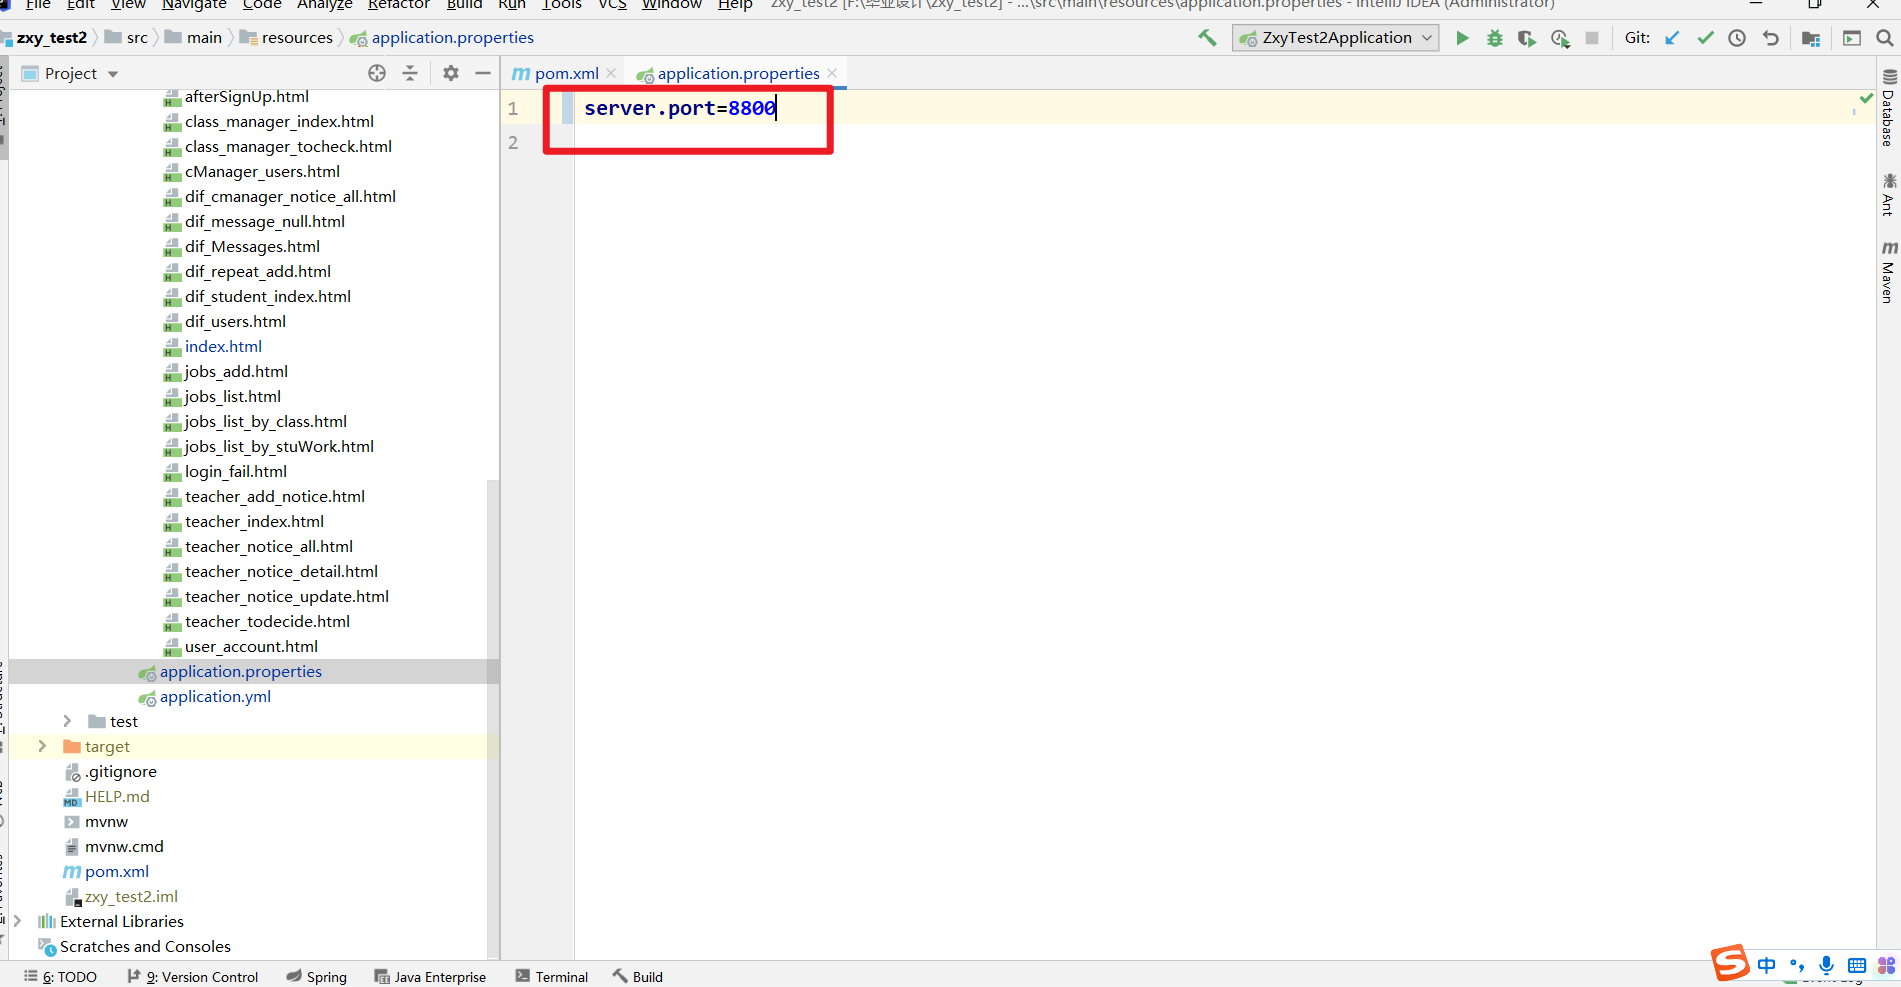 File Edit View Navigate Code Analyze Refactor Build Run Tools VCS Window Help zxy_test2 [F:\毕业设计\zxy_test2] - ...\src\main\resources\application.properties - IntelliJ IDEA (Administrator)
zxy_test2 src main resources application.properties ZxyTest2Application Git:
Project pom.xml application.properties
1 server.port=8800
2
afterSignUp.html
class_manager_index.html
class_manager_tocheck.html
cManager_users.html
dif_cmanager_notice_all.html
dif_message_null.html
dif_Messages.html
dif_repeat_add.html
dif_student_index.html
dif_users.html
index.html
jobs_add.html
jobs_list.html
jobs_list_by_class.html
jobs_list_by_stuWork.html
login_fail.html
teacher_add_notice.html
teacher_index.html
teacher_notice_all.html
teacher_notice_detail.html
teacher_notice_update.html
teacher_todecide.html
user_account.html
application.properties
application.yml
test
target
.gitignore
HELP.md
mvnw
mvnw.cmd
pom.xml
zxy_test2.iml
External Libraries
Scratches and Consoles
Database
Ant
Maven
6: TODO 9: Version Control Spring Java Enterprise Terminal Build
中